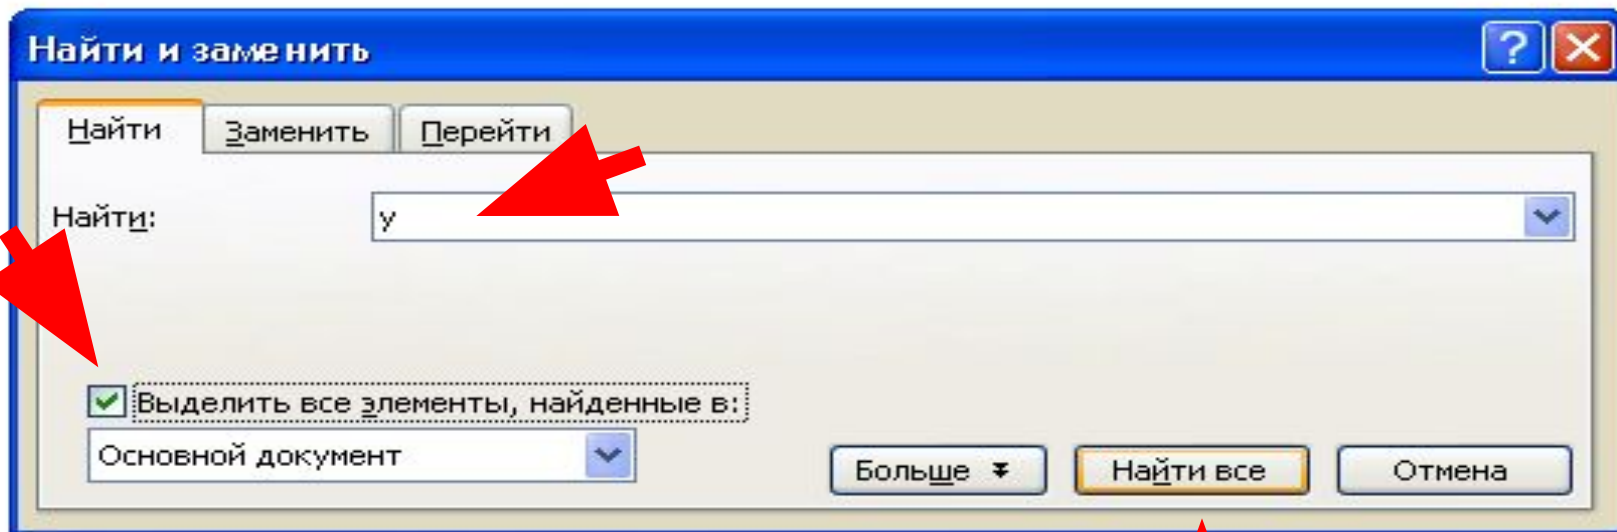 Найти и заменить
Найти Заменить Перейти
Найти: у
Выделить все элементы, найденные в:
Основной документ
Больше Найти все Отмена